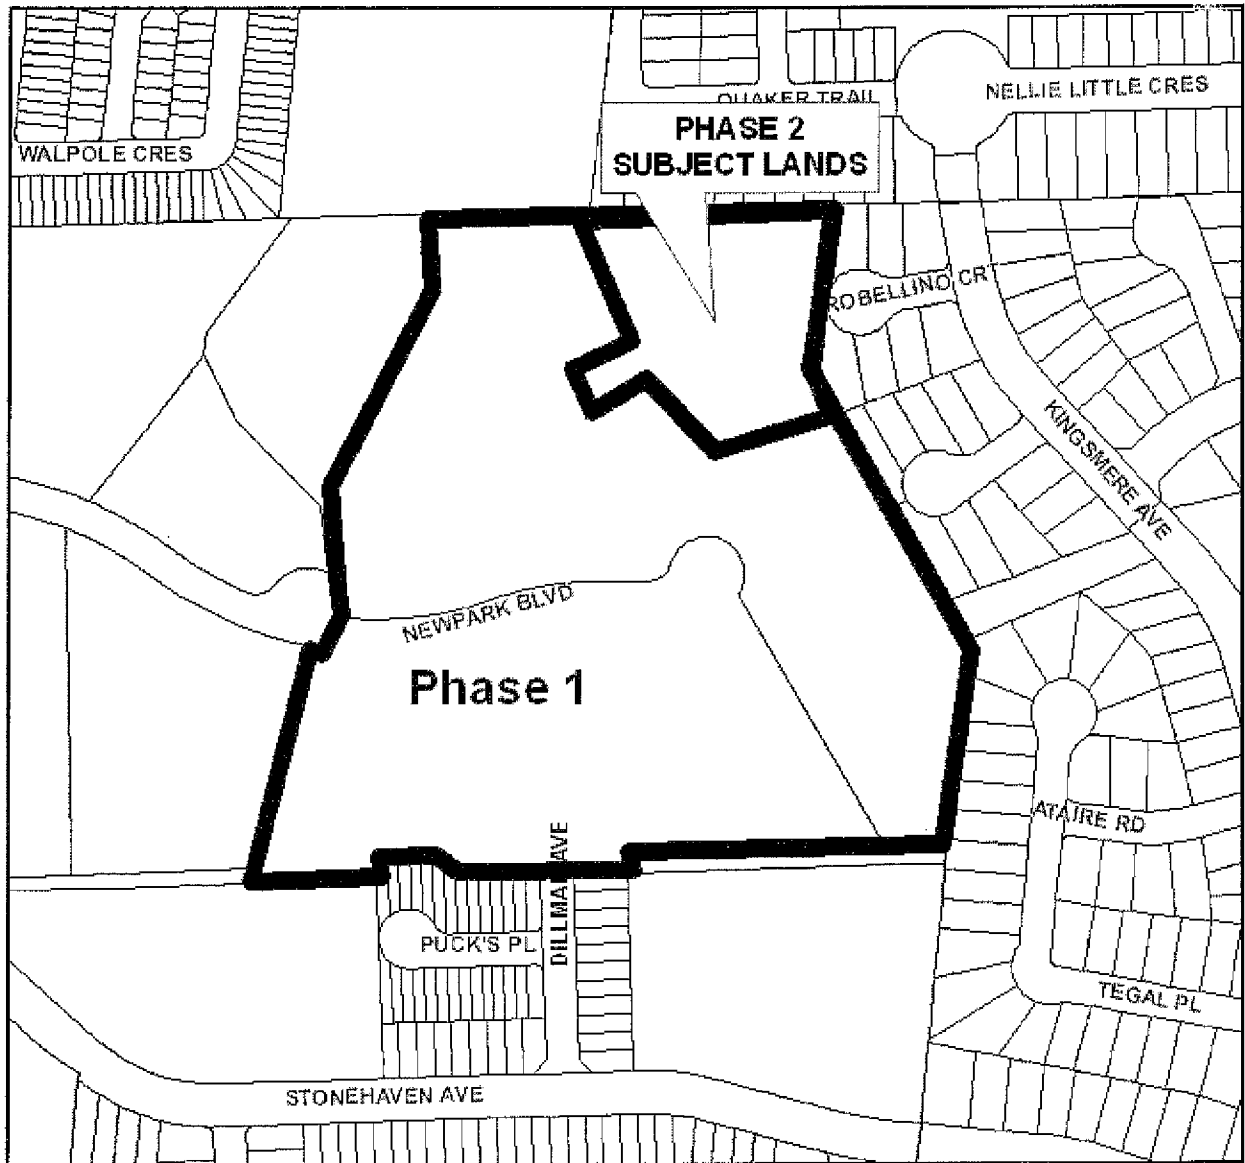 QUAKER TRAIL
NELLIE LITTLE CRES
PHASE 2
SUBJECT LANDS
WALPOLE CRES
ROBELLINO CRT
KINGSMERE AVE
NEWPARK BLVD
Phase 1
ATAIRE RD
DILLMAN AVE
PUCK'S PL
TEGAL PL
STONEHAVEN AVE